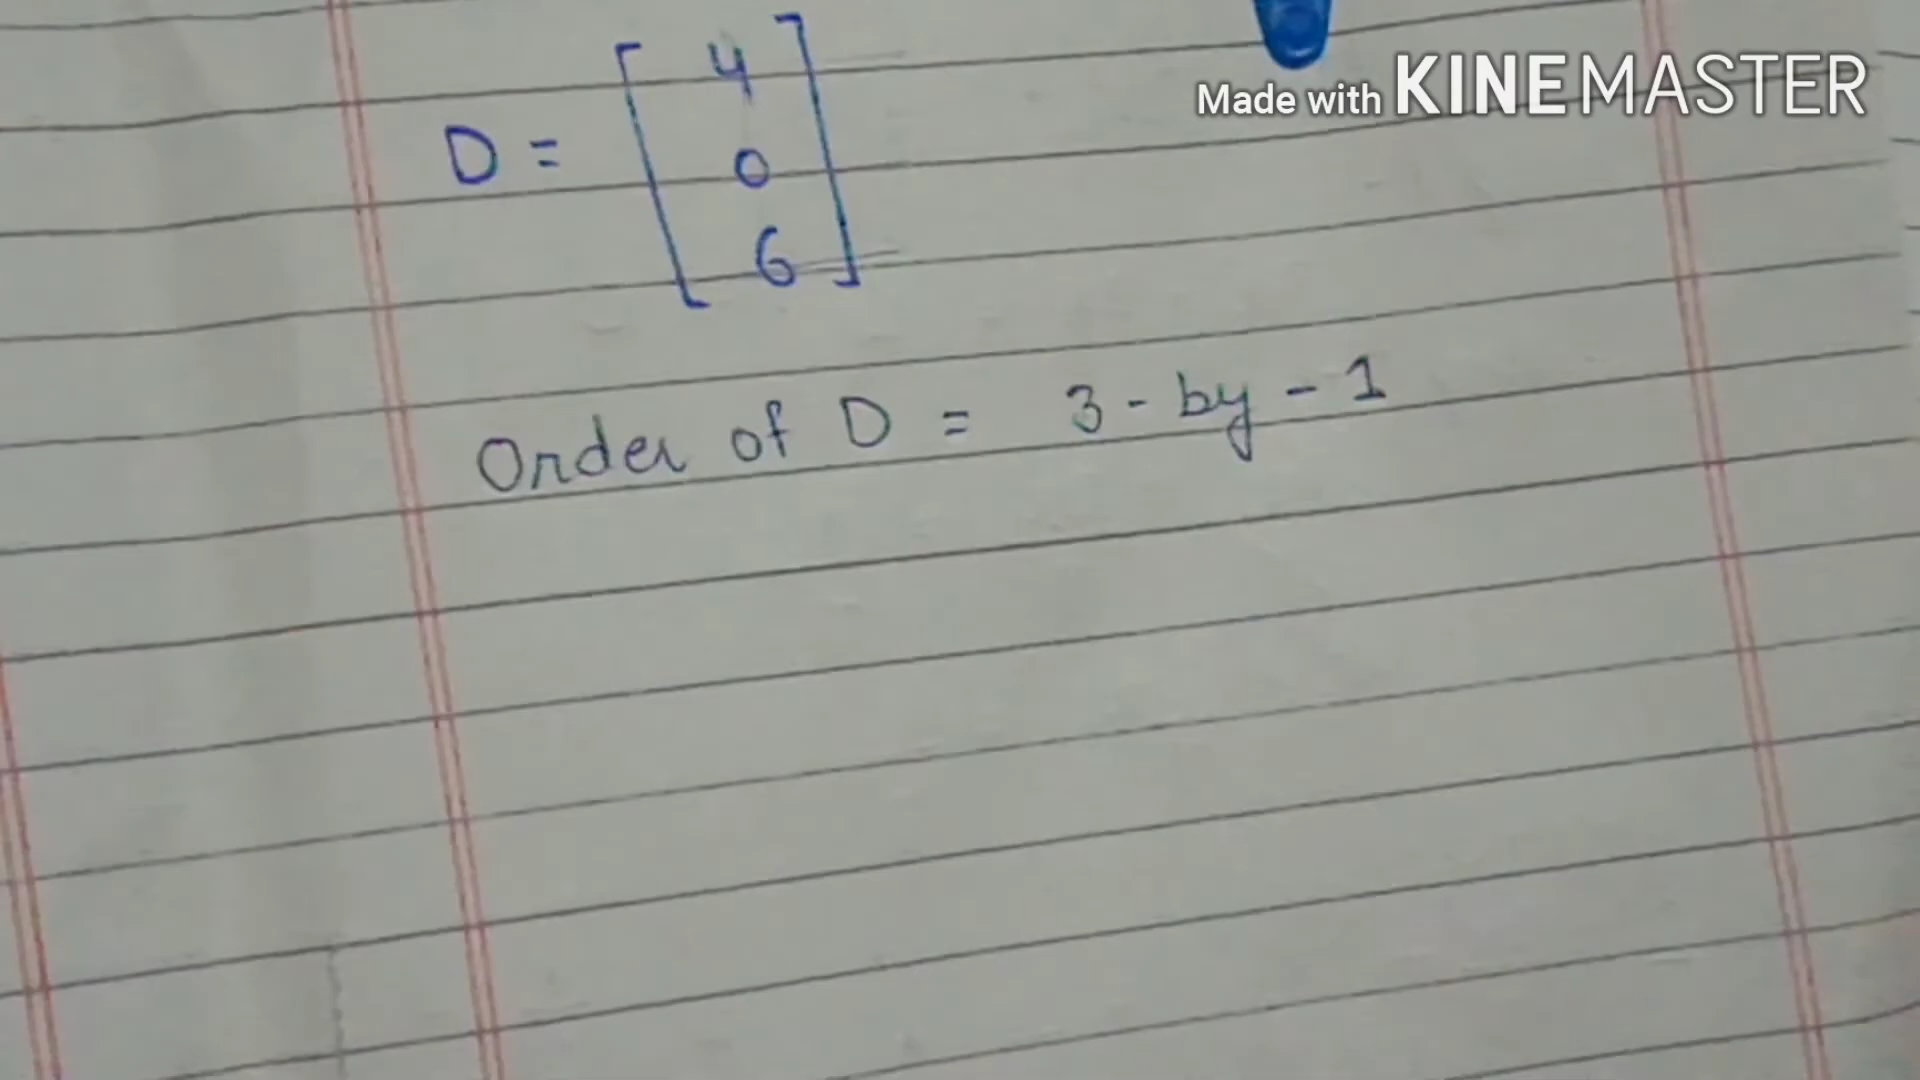 Made with KINEMASTER
D = [ 4
0
6 ]
Order of D = 3 - by - 1